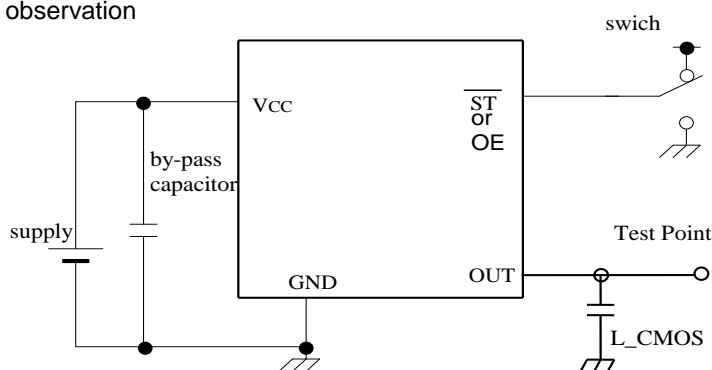 observation
swich
VCC
ST
or
OE
by-pass
capacitor
supply
Test Point
GND
OUT
L_CMOS